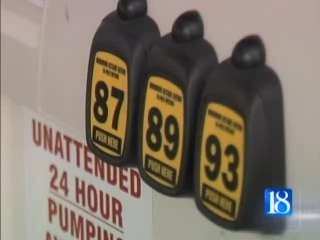 87
PUSH HERE
89
PUSH HERE
93
PUSH HERE
UNATTENDED
24 HOUR
PUMPING
18